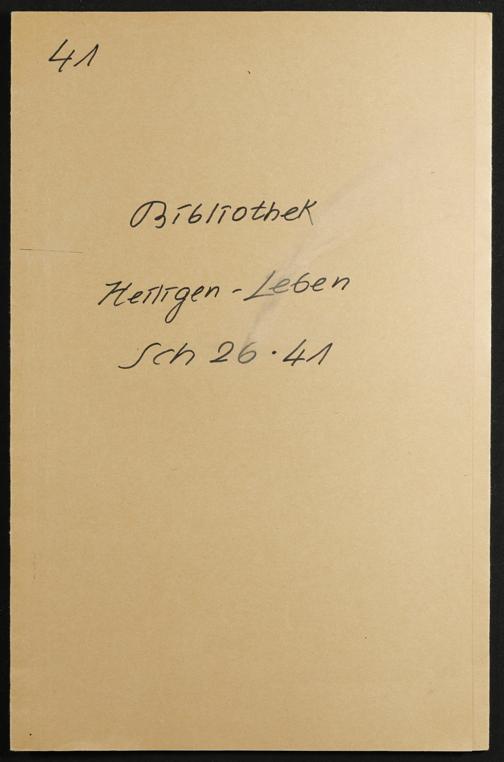 41
Bibliothek
Heiligen-Leben
Sch 26.41